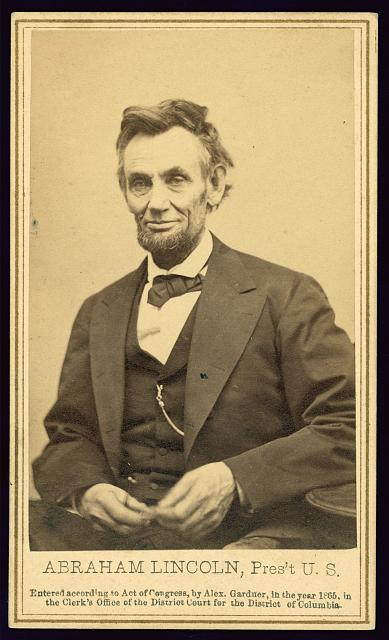 ABRAHAM LINCOLN, Pres't U. S.
Entered according to Act of Congress, by Alex. Gardner, in the year 1865, in
the Clerk's Office of the District Court for the District of Columbia.